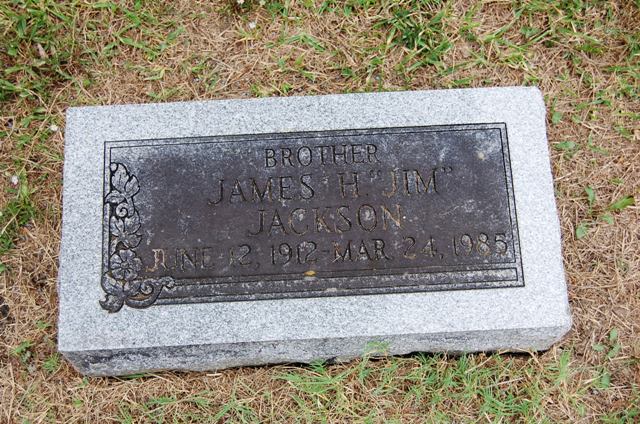 BROTHER
JAMES H. "JIM"
JACKSON
JUNE 12, 1912 - MAR. 24, 1985